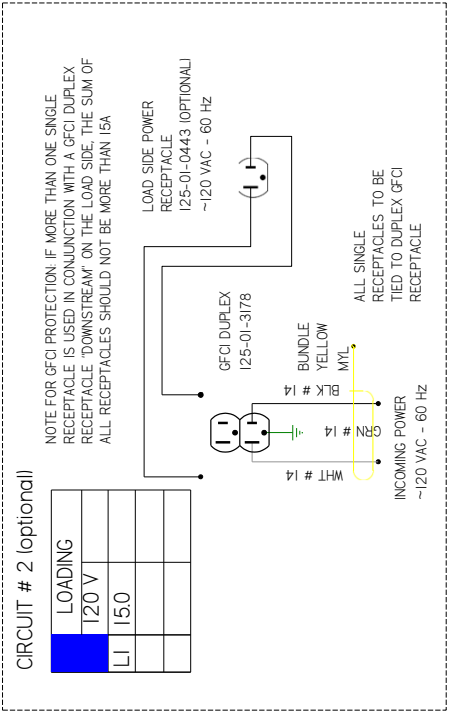 CIRCUIT # 2 (optional)
LOADING
120 V
L1 15.0
NOTE FOR GFCI PROTECTION: IF MORE THAN ONE SINGLE
RECEPTACLE IS USED IN CONJUNCTION WITH A GFCI DUPLEX
RECEPTACLE "DOWNSTREAM" ON THE LOAD SIDE, THE SUM OF
ALL RECEPTACLES SHOULD NOT BE MORE THAN 15A
LOAD SIDE POWER
RECEPTACLE
125-01-0443 (OPTIONAL)
~120 VAC - 60 Hz
GFCI DUPLEX
125-01-3178
BUNDLE
YELLOW
MYL
BLK # 14
GRN # 14
WHT # 14
INCOMING POWER
~120 VAC - 60 Hz
ALL SINGLE
RECEPTACLES TO BE
TIED TO DUPLEX GFCI
RECEPTACLE